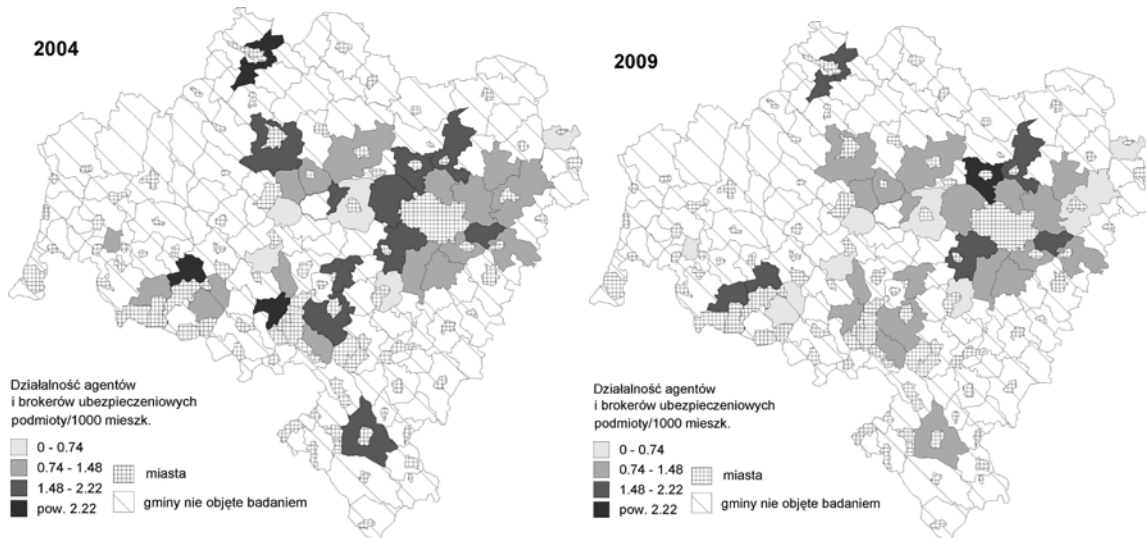 2004
Działalność agentów
i brokerów ubezpieczeniowych
podmioty/1000 mieszk.
0 - 0.74
0.74 - 1.48
1.48 - 2.22
pow. 2.22
miasta
gminy nie objęte badaniem
2009
Działalność agentów
i brokerów ubezpieczeniowych
podmioty/1000 mieszk.
0 - 0.74
0.74 - 1.48
1.48 - 2.22
pow. 2.22
miasta
gminy nie objęte badaniem